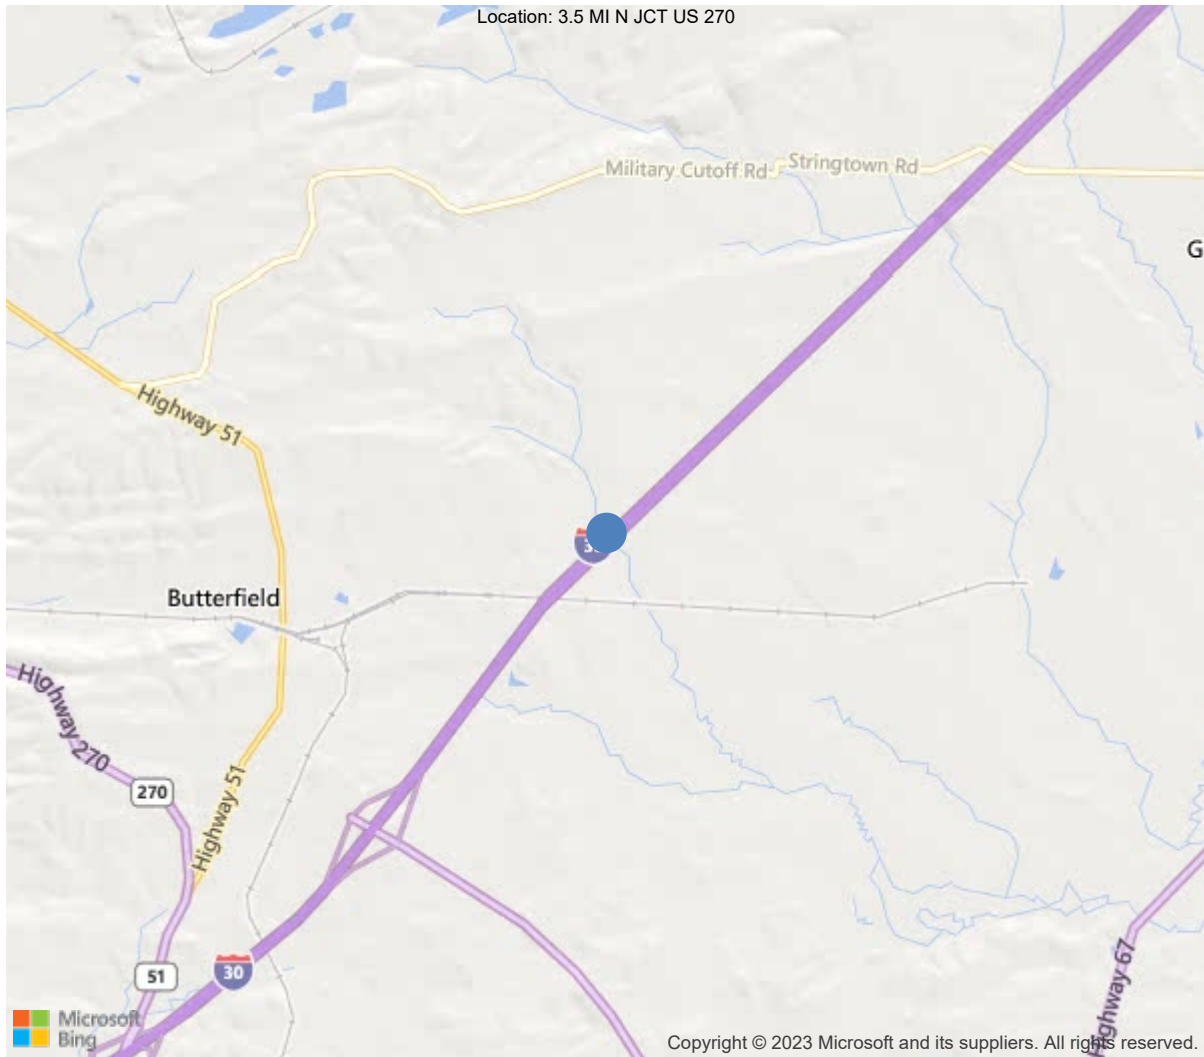 Location: 3.5 MI N JCT US 270
Military Cutoff Rd
Stringtown Rd
G
Highway 51
Butterfield
Highway 270
270
Highway 51
51
30
Highway 67
Microsoft
Bing
Copyright © 2023 Microsoft and its suppliers. All rights reserved.